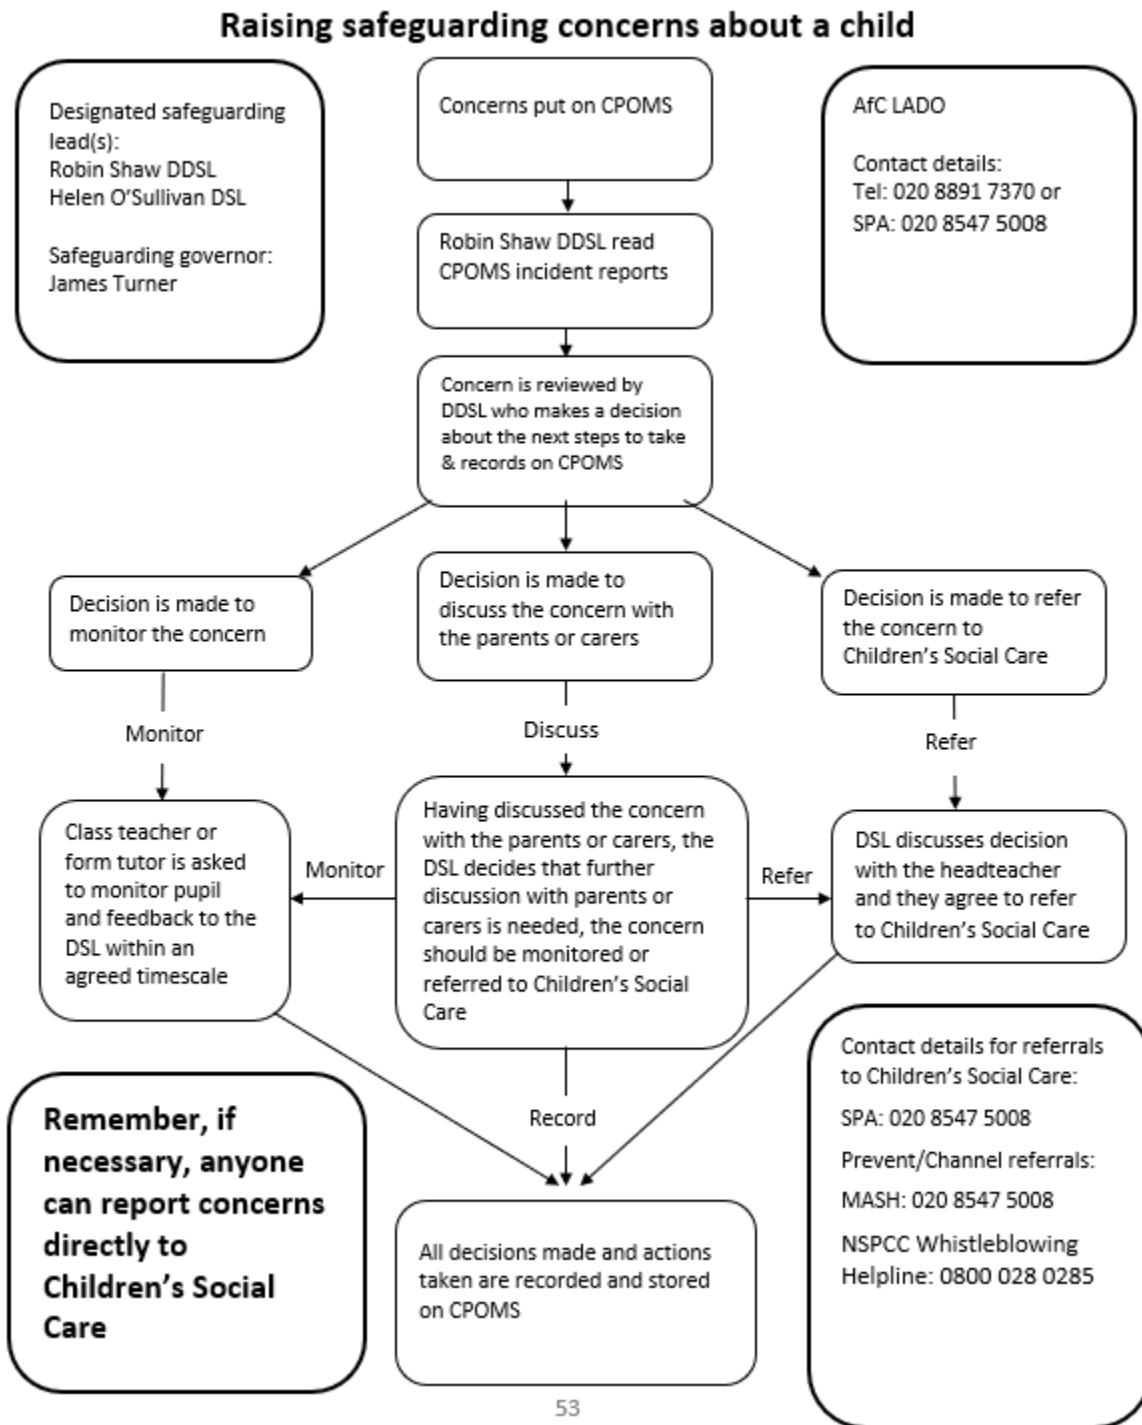 Raising safeguarding concerns about a child
Designated safeguarding
lead(s):
Robin Shaw DDSL
Helen O'Sullivan DSL
Safeguarding governor:
James Turner
Concerns put on CPOMS
AfC LADO
Contact details:
Tel: 020 8891 7370 or
SPA: 020 8547 5008
Robin Shaw DDSL read
CPOMS incident reports
Concern is reviewed by
DDSL who makes a decision
about the next steps to take
& records on CPOMS
Decision is made to
monitor the concern
Decision is made to
discuss the concern with
the parents or carers
Decision is made to refer
the concern to
Children's Social Care
Monitor
Discuss
Refer
Class teacher or
form tutor is asked
to monitor pupil
and feedback to the
DSL within an
agreed timescale
Monitor
Having discussed the concern
with the parents or carers, the
DSL decides that further
discussion with parents or
carers is needed, the concern
should be monitored or
referred to Children's Social
Care
Refer
DSL discusses decision
with the headteacher
and they agree to refer
to Children's Social Care
Remember, if
necessary, anyone
can report concerns
directly to
Children's Social
Care
Record
All decisions made and actions
taken are recorded and stored
on CPOMS
Contact details for referrals
to Children's Social Care:
SPA: 020 8547 5008
Prevent/Channel referrals:
MASH: 020 8547 5008
NSPCC Whistleblowing
Helpline: 0800 028 0285
53